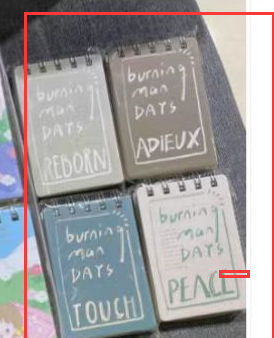 burning
man
DAYS
REBORN
burning
man
DAYS
ADIEUX
burning
man
DAYS
TOUCH
burning
man
DAYS
PEACE